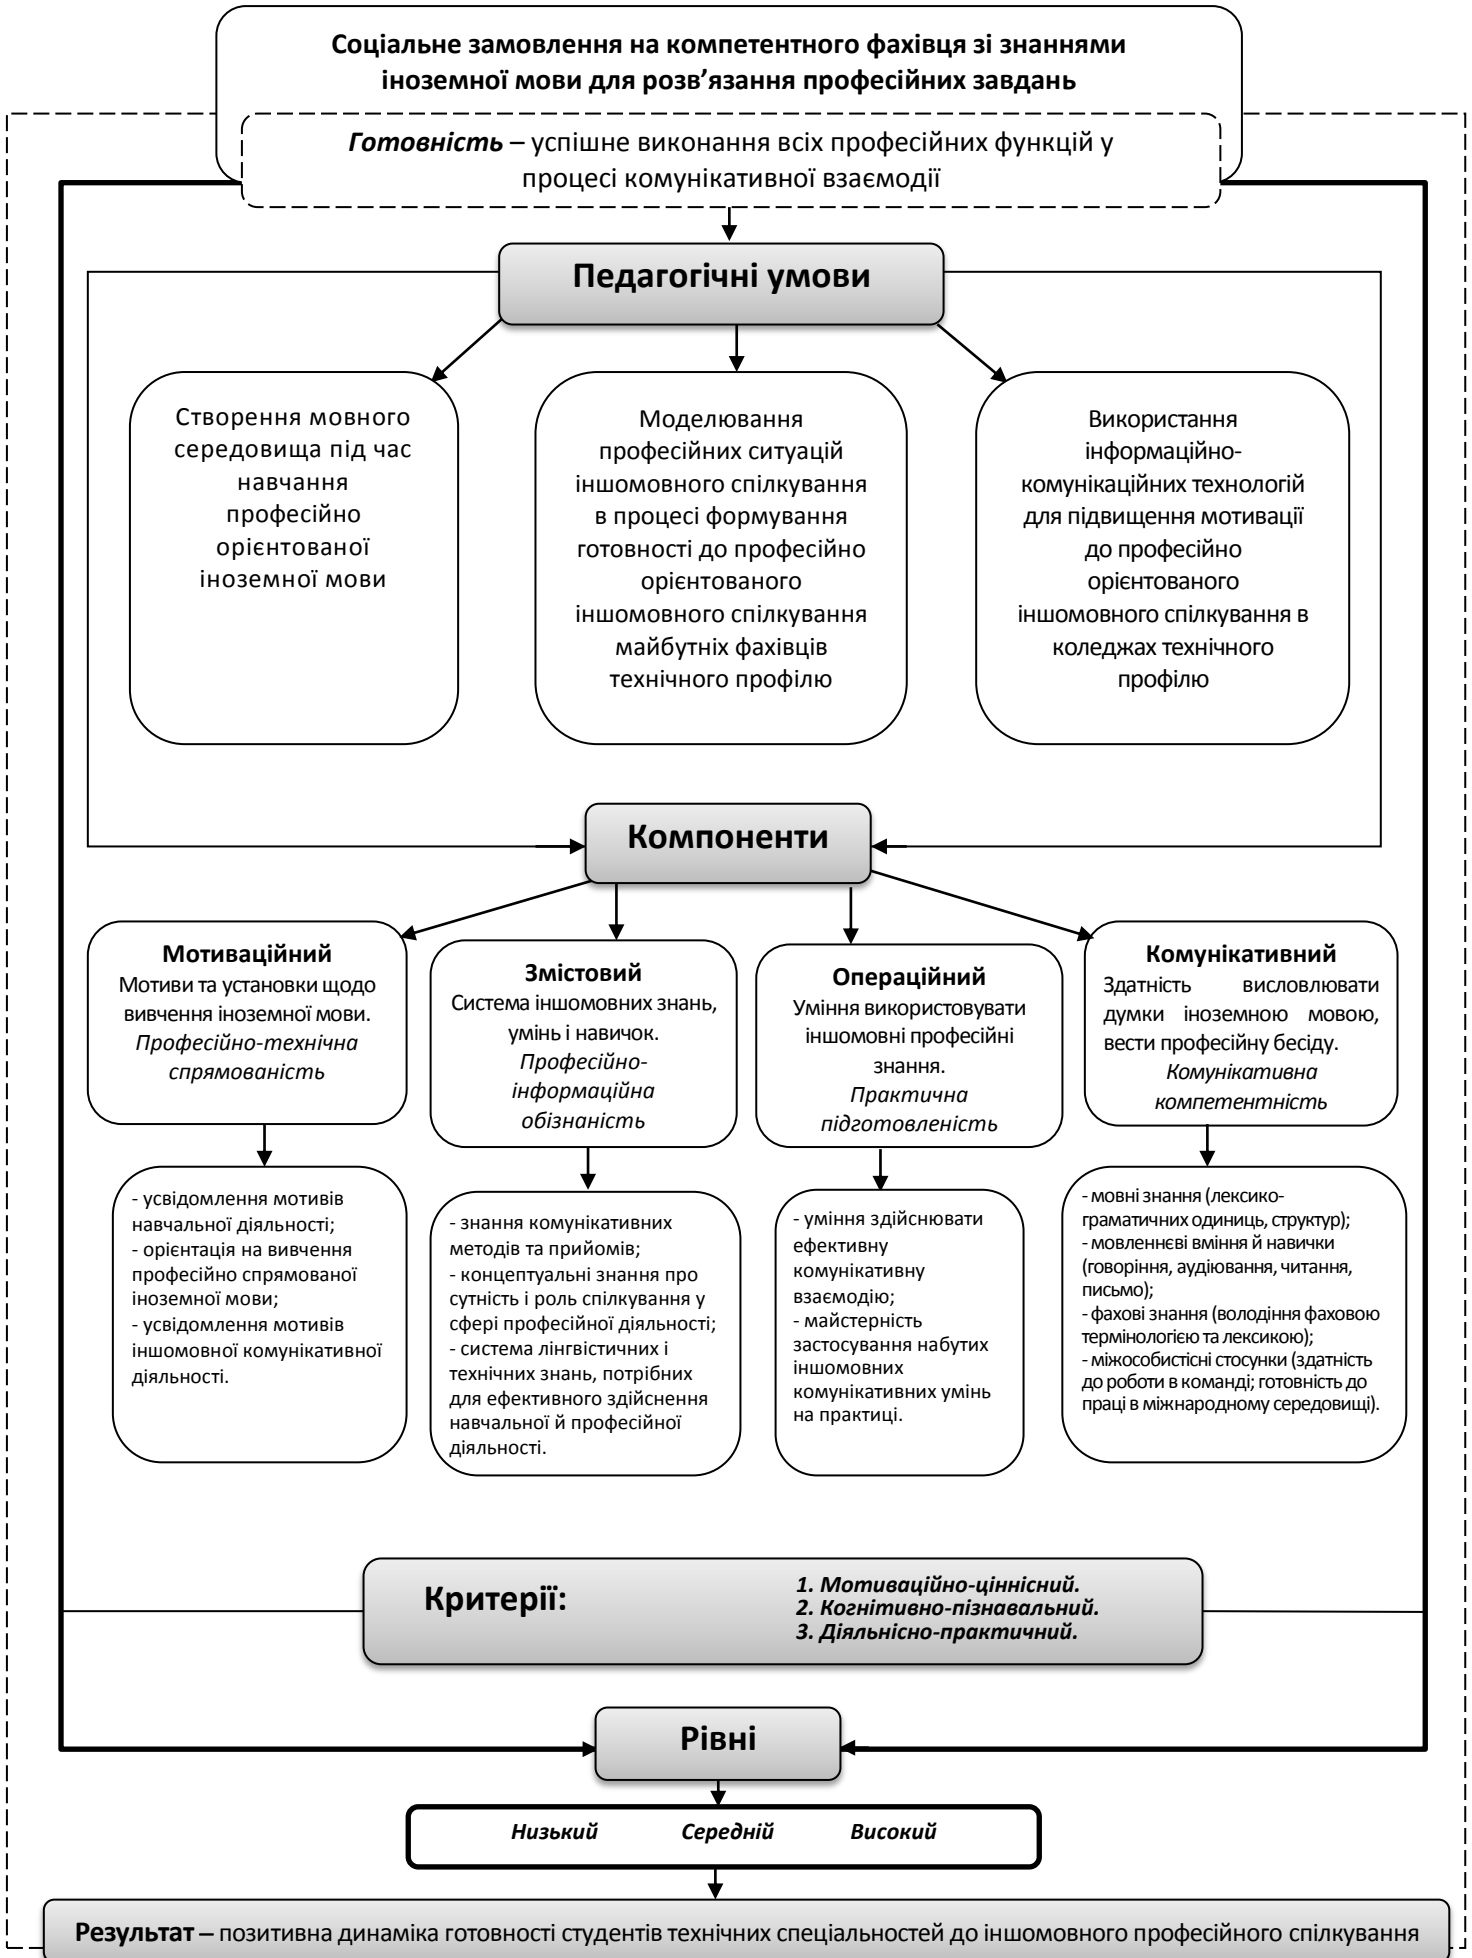 Соціальне замовлення на компетентного фахівця зі знаннями
іноземної мови для розв’язання професійних завдань
Готовність – успішне виконання всіх професійних функцій у
процесі комунікативної взаємодії
Педагогічні умови
Створення мовного
середовища під час
навчання
професійно
орієнтованої
іноземної мови
Моделювання
професійних ситуацій
іншомовного спілкування
в процесі формування
готовності до професійно
орієнтованого
іншомовного спілкування
майбутніх фахівців
технічного профілю
Використання
інформаційно-
комунікаційних технологій
для підвищення мотивації
до професійно
орієнтованого
іншомовного спілкування в
коледжах технічного
профілю
Компоненти
Мотиваційний
Мотиви та установки щодо
вивчення іноземної мови.
Професійно-технічна
спрямованість
Змістовий
Система іншомовних знань,
умінь і навичок.
Професійно-
інформаційна
обізнаність
Операційний
Уміння використовувати
іншомовні професійні
знання.
Практична
підготовленість
Комунікативний
Здатність висловлювати
думки іноземною мовою,
вести професійну бесіду.
Комунікативна
компетентність
- усвідомлення мотивів
навчальної діяльності;
- орієнтація на вивчення
професійно спрямованої
іноземної мови;
- усвідомлення мотивів
іншомовної комунікативної
діяльності.
- знання комунікативних
методів та прийомів;
- концептуальні знання про
сутність і роль спілкування у
сфері професійної діяльності;
- система лінгвістичних і
технічних знань, потрібних
для ефективного здійснення
навчальної й професійної
діяльності.
- уміння здійснювати
ефективну
комунікативну
взаємодію;
- майстерність
застосування набутих
іншомовних
комунікативних умінь
на практиці.
- мовні знання (лексико-
граматичних одиниць, структур);
- мовленнєві вміння й навички
(говоріння, аудіювання, читання,
письмо);
- фахові знання (володіння фаховою
термінологією та лексикою);
- міжособистісні стосунки (здатність
до роботи в команді; готовність до
праці в міжнародному середовищі).
Критерії:
1. Мотиваційно-ціннісний.
2. Когнітивно-пізнавальний.
3. Діяльнісно-практичний.
Рівні
Низький Середній Високий
Результат – позитивна динаміка готовності студентів технічних спеціальностей до іншомовного професійного спілкування